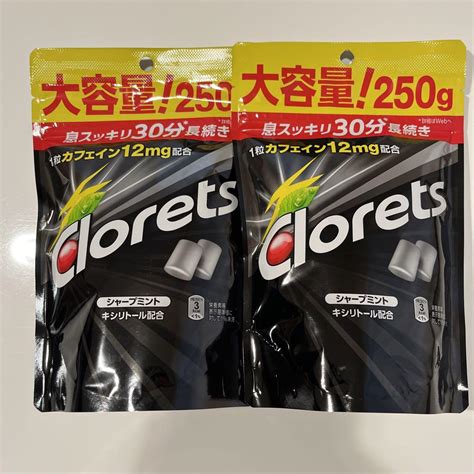 大容量!250
息スッキリ30分長続き
1粒カフェイン12mg配合
Clorets
シャープミント
キシリトール配合
3
大容量!250g
息スッキリ30分長続き
1粒カフェイン12mg配合
Clorets
シャープミント
キシリトール配合
3